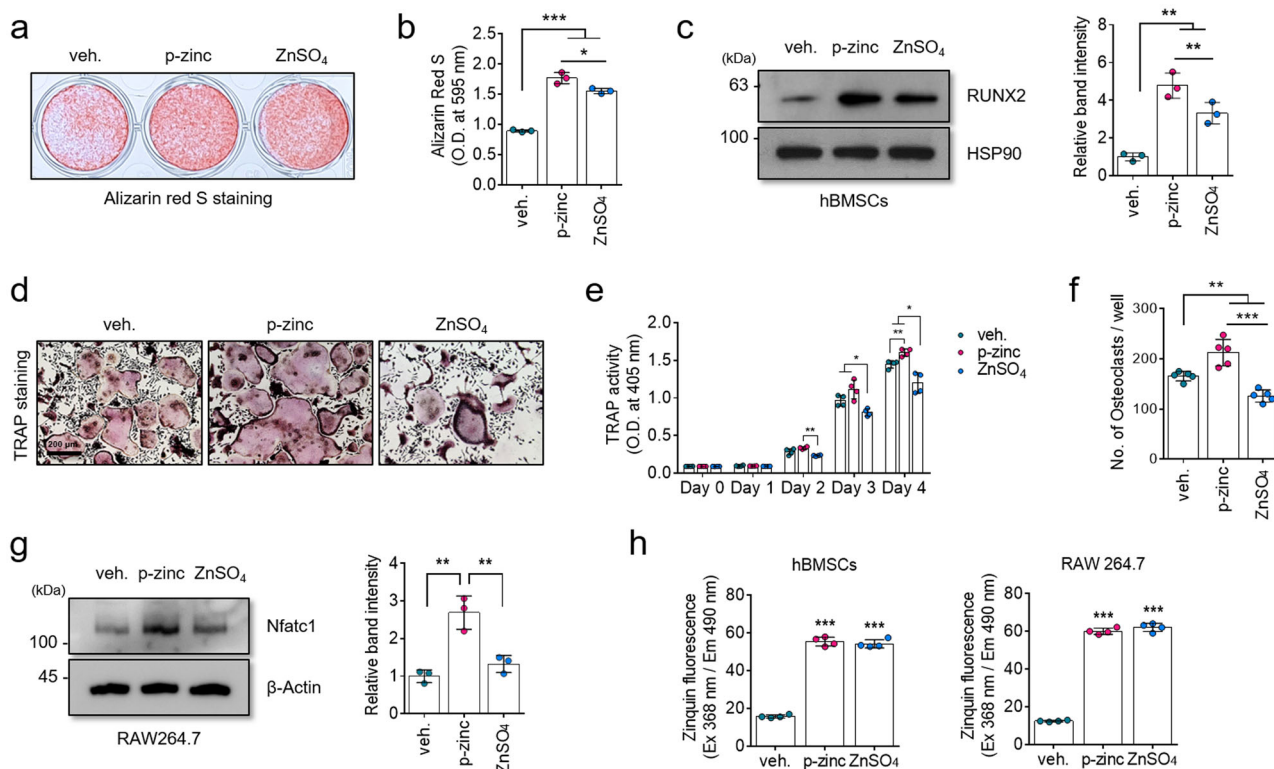 a
veh.
p-zinc
ZnSO4
Alizarin red S staining
b
***
*
Alizarin Red S
(O.D. at 595 nm)
2.5
2.0
1.5
1.0
0.5
0.0
veh.
p-zinc
ZnSO4
c
(kDa)
veh.
p-zinc
ZnSO4
63
RUNX2
100
HSP90
hBMSCs
**
**
Relative band intensity
8
6
4
2
0
veh.
p-zinc
ZnSO4
d
veh.
p-zinc
ZnSO4
TRAP staining
200 µm
e
TRAP activity
(O.D. at 405 nm)
2.0
1.5
1.0
0.5
0.0
**
*
**
*
Day 0
Day 1
Day 2
Day 3
Day 4
veh.
p-zinc
ZnSO4
f
**
***
No. of Osteoclasts / well
300
200
100
0
veh.
p-zinc
ZnSO4
g
(kDa)
veh.
p-zinc
ZnSO4
100
Nfatc1
45
β-Actin
RAW264.7
**
**
Relative band intensity
4
3
2
1
0
veh.
p-zinc
ZnSO4
h
hBMSCs
Zinquin fluorescence
(Ex 368 nm / Em 490 nm)
80
60
40
20
0
***
***
veh.
p-zinc
ZnSO4
RAW 264.7
Zinquin fluorescence
(Ex 368 nm / Em 490 nm)
80
60
40
20
0
***
***
veh.
p-zinc
ZnSO4